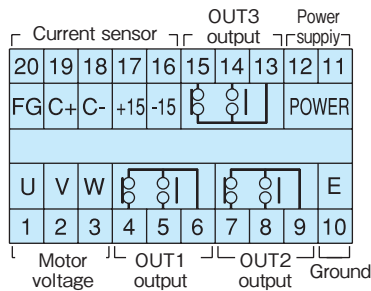 OUT3 Power
Current sensor output supply
20 19 18 17 16 15 14 13 12 11
FG C+ C- +15 -15 POWER
U V W E
1 2 3 4 5 6 7 8 9 10
Motor voltage OUT1 output OUT2 output Ground